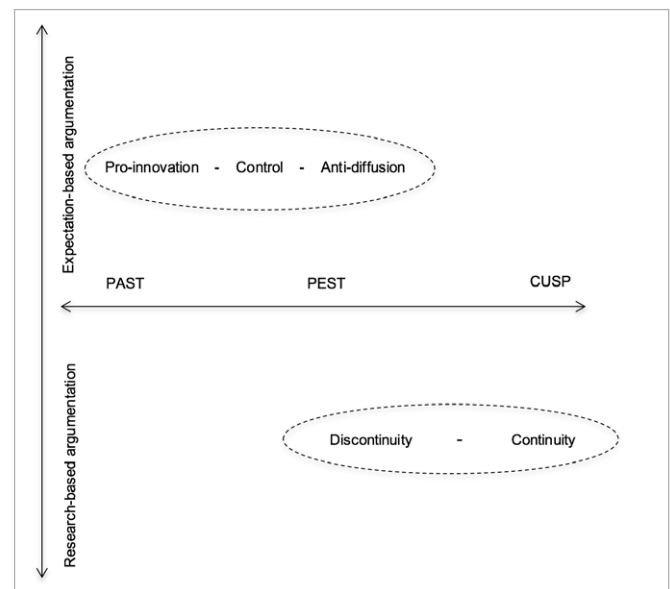 Expectation-based argumentation
Pro-innovation - Control - Anti-diffusion
PAST PEST CUSP
Research-based argumentation
Discontinuity - Continuity